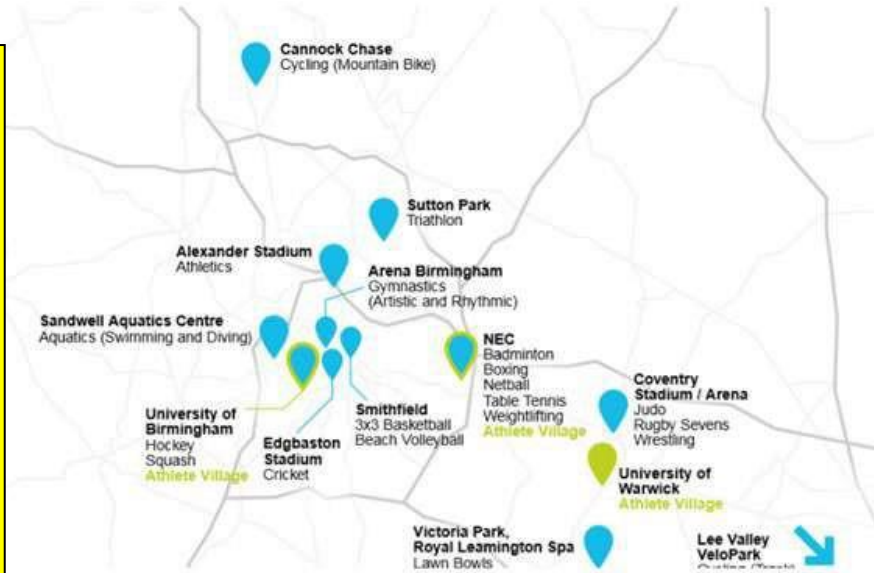 Cannock Chase
Cycling (Mountain Bike)
Sutton Park
Triathlon
Alexander Stadium
Athletics
Arena Birmingham
Gymnastics
(Artistic and Rhythmic)
Sandwell Aquatics Centre
Aquatics (Swimming and Diving)
NEC
Badminton
Boxing
Netball
Table Tennis
Weightlifting
Athlete Village
Coventry
Stadium / Arena
Judo
Rugby Sevens
Wrestling
Smithfield
3x3 Basketball
Beach Volleyball
University of
Birmingham
Hockey
Squash
Athlete Village
Edgbaston
Stadium
Cricket
University of
Warwick
Athlete Village
Victoria Park,
Royal Leamington Spa
Lawn Bowls
Lee Valley
VeloPark
Cycling (Track)